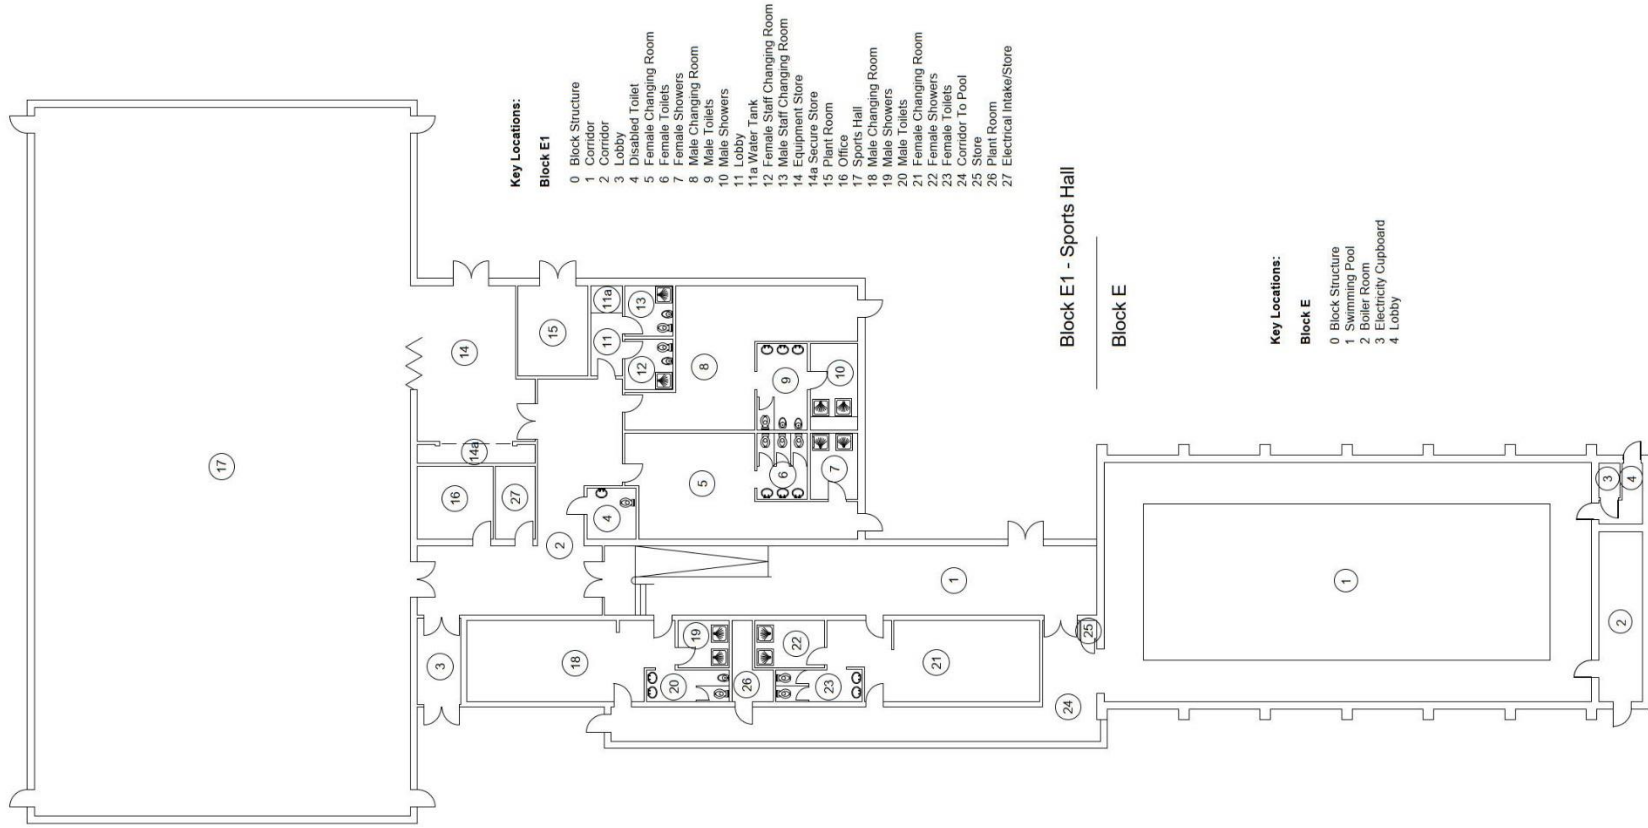 Key Locations:
Block E1
0 Block Structure
1 Corridor
2 Corridor
3 Lobby
4 Disabled Toilet
5 Female Changing Room
6 Female Toilets
7 Female Showers
8 Male Changing Room
9 Male Toilets
10 Male Showers
11 Lobby
11a Water Tank
12 Female Staff Changing Room
13 Male Staff Changing Room
14 Equipment Store
14a Secure Store
15 Plant Room
16 Office
17 Sports Hall
18 Male Changing Room
19 Male Showers
20 Male Toilets
21 Female Changing Room
22 Female Showers
23 Female Toilets
24 Corridor To Pool
25 Store
26 Plant Room
27 Electrical Intake/Store
Block E1 - Sports Hall
Block E
Key Locations:
Block E
0 Block Structure
1 Swimming Pool
2 Boiler Room
3 Electricity Cupboard
4 Lobby
17
14
14a
16
27
15
11a
11
13
12
8
9
10
5
6
7
4
2
1
3
18
19
20
26
22
23
21
25
24
1
3
4
2